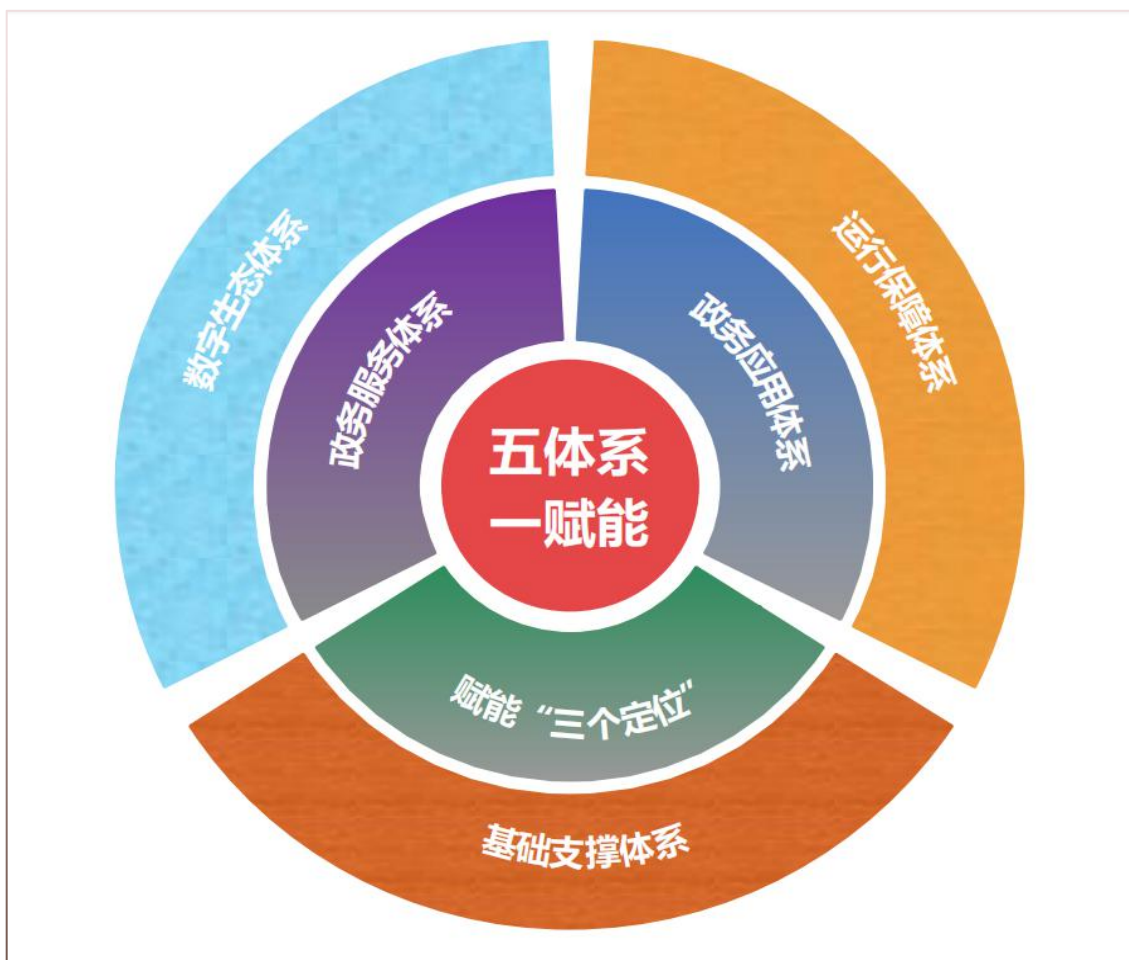 数字生态体系
运行保障体系
政务服务体系
政务应用体系
五体系
一赋能
赋能“三个定位”
基础支撑体系